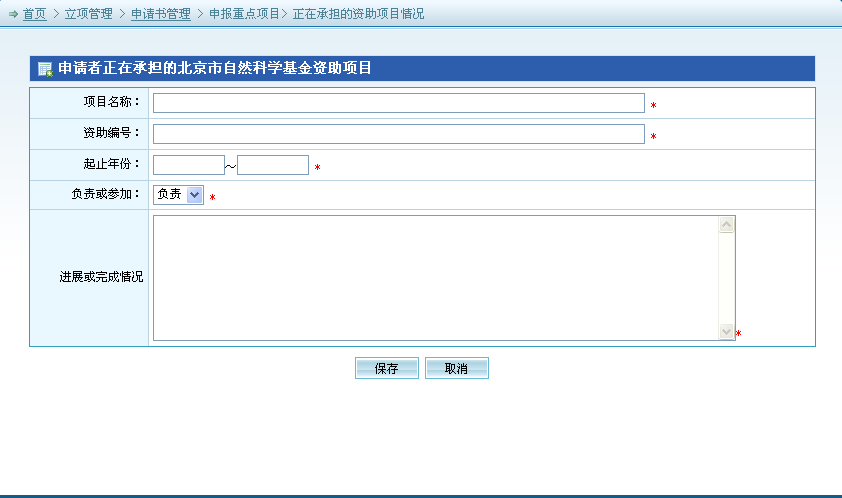 首页 > 立项管理 > 申请书管理 > 申报重点项目> 正在承担的资助项目情况
申请者正在承担的北京市自然科学基金资助项目
项目名称： *
资助编号： *
起止年份： ～ *
负责或参加： 负责 *
进展或完成情况 *
保存 取消